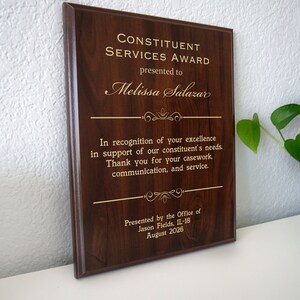 CONSTITUENT
SERVICES AWARD
presented to
Melissa Salazar
In recognition of your excellence
in support of our constituent's needs.
Thank you for your casework,
communication, and service.
Presented by the Office of
Jason Fields, IL-18
August 2026